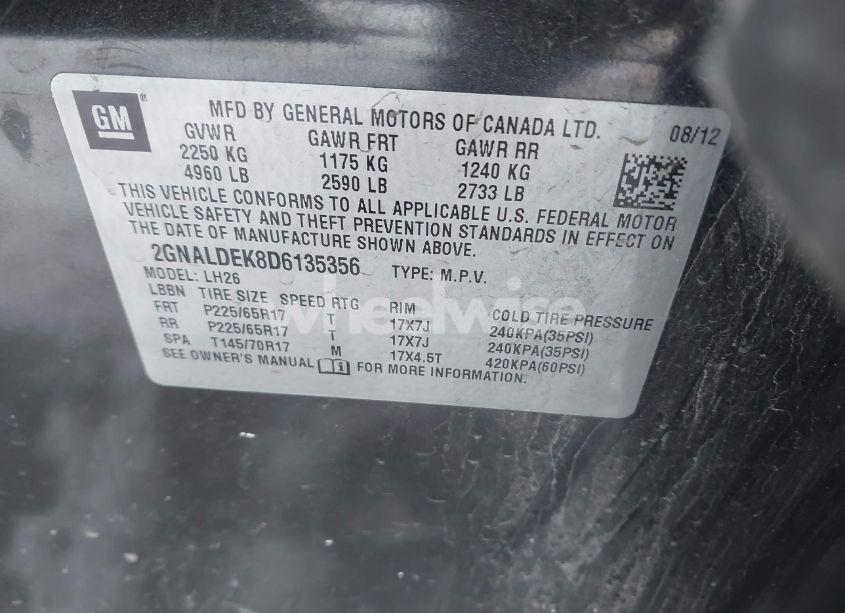 GM®
MFD BY GENERAL MOTORS OF CANADA LTD. 08/12
GVWR GAWR FRT GAWR RR
2250 KG 1175 KG 1240 KG
4960 LB 2590 LB 2733 LB
THIS VEHICLE CONFORMS TO ALL APPLICABLE U.S. FEDERAL MOTOR
VEHICLE SAFETY AND THEFT PREVENTION STANDARDS IN EFFECT ON
THE DATE OF MANUFACTURE SHOWN ABOVE.
2GNALDEK8D6135356 TYPE: M.P.V.
MODEL: LH26
LBBN TIRE SIZE SPEED RTG RIM COLD TIRE PRESSURE
FRT P225/65R17 T 17X7J 240KPA(35PSI)
RR P225/65R17 T 17X7J 240KPA(35PSI)
SPA T145/70R17 M 17X4.5T 420KPA(60PSI)
SEE OWNER'S MANUAL i FOR MORE INFORMATION.
wheelwise